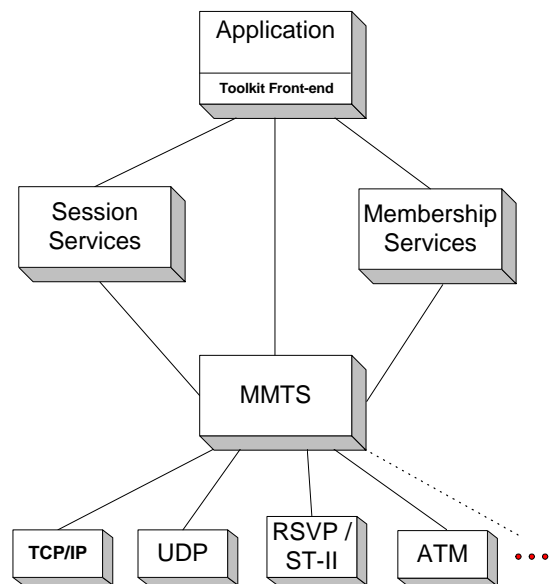 Application
Toolkit Front-end
Session
Services
Membership
Services
MMTS
TCP/IP
UDP
RSVP /
ST-II
ATM